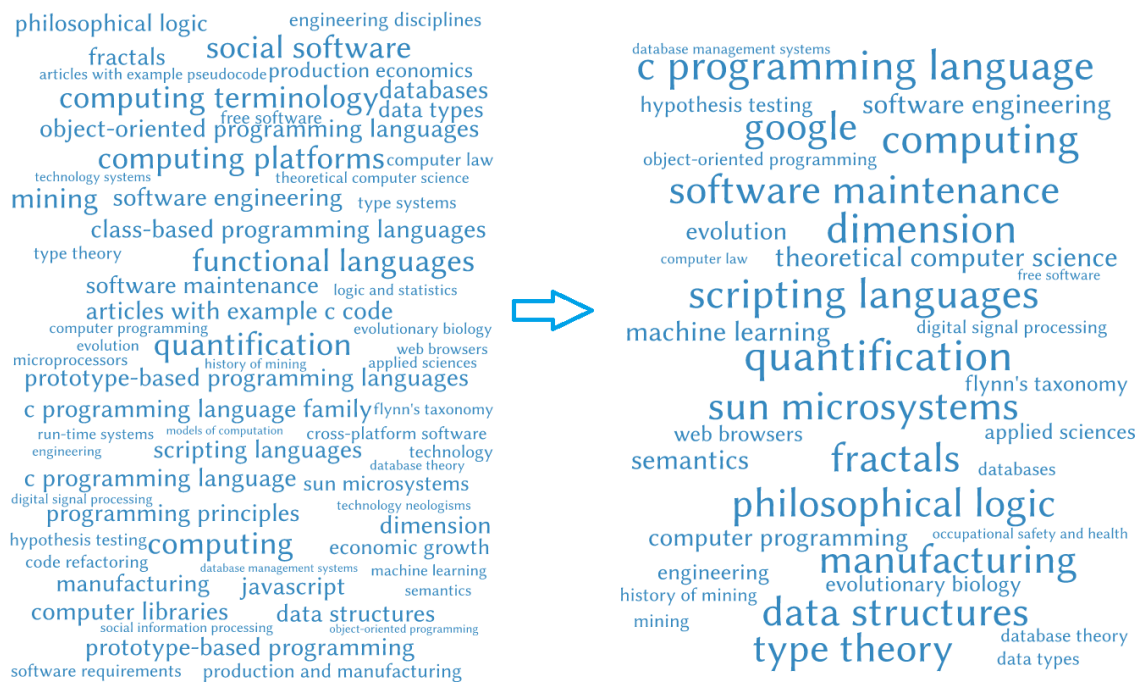 philosophical logic
engineering disciplines
fractals
social software
articles with example pseudocode
production economics
computing terminology
databases
free software
data types
object-oriented programming languages
computing platforms
computer law
technology systems
theoretical computer science
mining
software engineering
type systems
class-based programming languages
type theory
functional languages
software maintenance
logic and statistics
articles with example c code
computer programming
evolutionary biology
evolution
quantification
web browsers
microprocessors
history of mining
applied sciences
prototype-based programming languages
c programming language family
flynn's taxonomy
run-time systems
models of computation
cross-platform software
engineering
scripting languages
technology
database theory
c programming language
sun microsystems
digital signal processing
technology neologisms
programming principles
dimension
hypothesis testing
computing
economic growth
code refactoring
database management systems
machine learning
manufacturing
javascript
semantics
computer libraries
data structures
social information processing
object-oriented programming
prototype-based programming
software requirements
production and manufacturing
database management systems
c programming language
hypothesis testing
software engineering
google
computing
object-oriented programming
software maintenance
evolution
dimension
computer law
theoretical computer science
free software
scripting languages
machine learning
digital signal processing
quantification
flynn's taxonomy
sun microsystems
web browsers
applied sciences
semantics
fractals
databases
philosophical logic
computer programming
occupational safety and health
manufacturing
engineering
evolutionary biology
history of mining
data structures
mining
type theory
database theory
data types